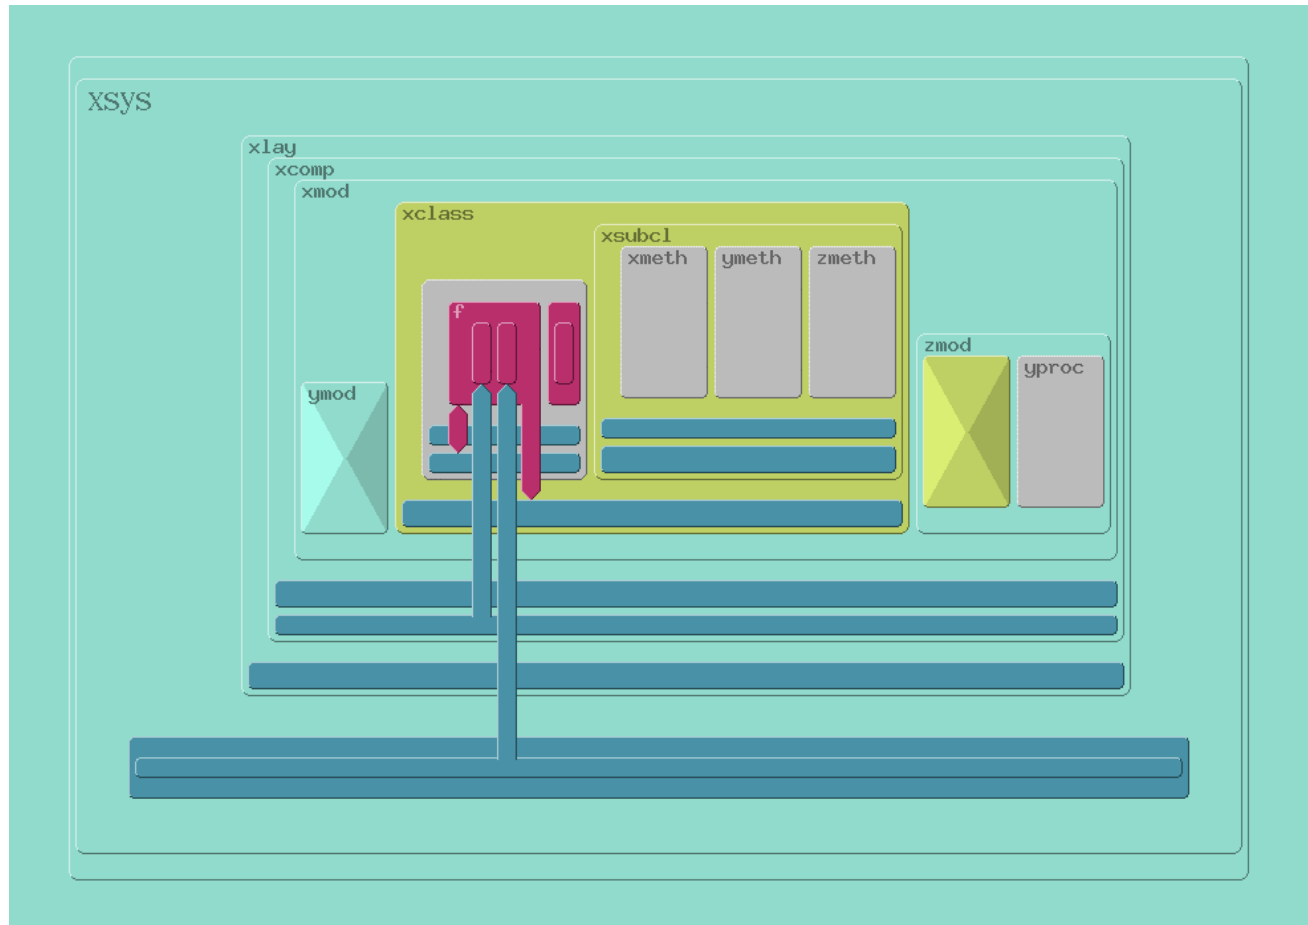 xsys
xlay
xcomp
xmod
xclass
xsubcl
xmeth ymeth zmeth
f
zmod
yproc
ymod